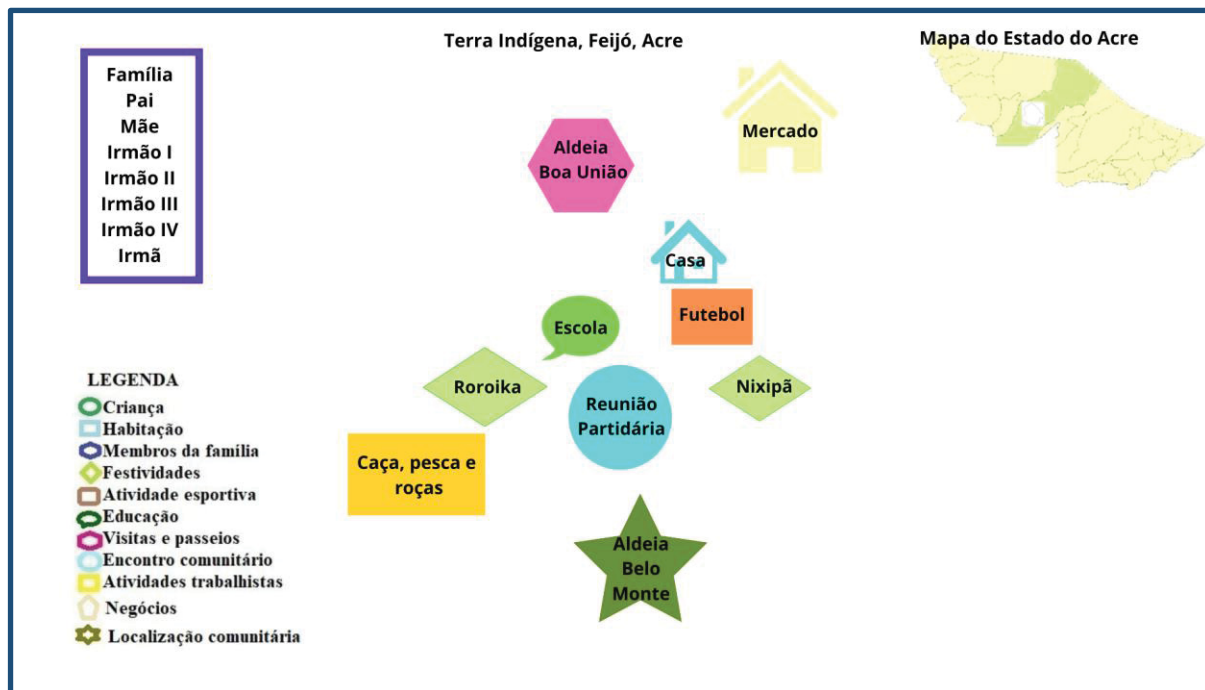 Terra Indígena, Feijó, Acre
Mapa do Estado do Acre
Família
Pai
Mãe
Irmão I
Irmão II
Irmão III
Irmão IV
Irmã
Mercado
Aldeia
Boa União
Casa
Futebol
Escola
Roroika
Nixipã
Reunião
Partidária
Caça, pesca e
roças
Aldeia
Belo
Monte
LEGENDA
Criança
Habitação
Membros da família
Festividades
Atividade esportiva
Educação
Visitas e passeios
Encontro comunitário
Atividades trabalhistas
Negócios
Localização comunitária